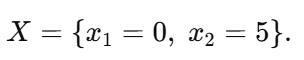 X = {x₁ = 0, x₂ = 5}.